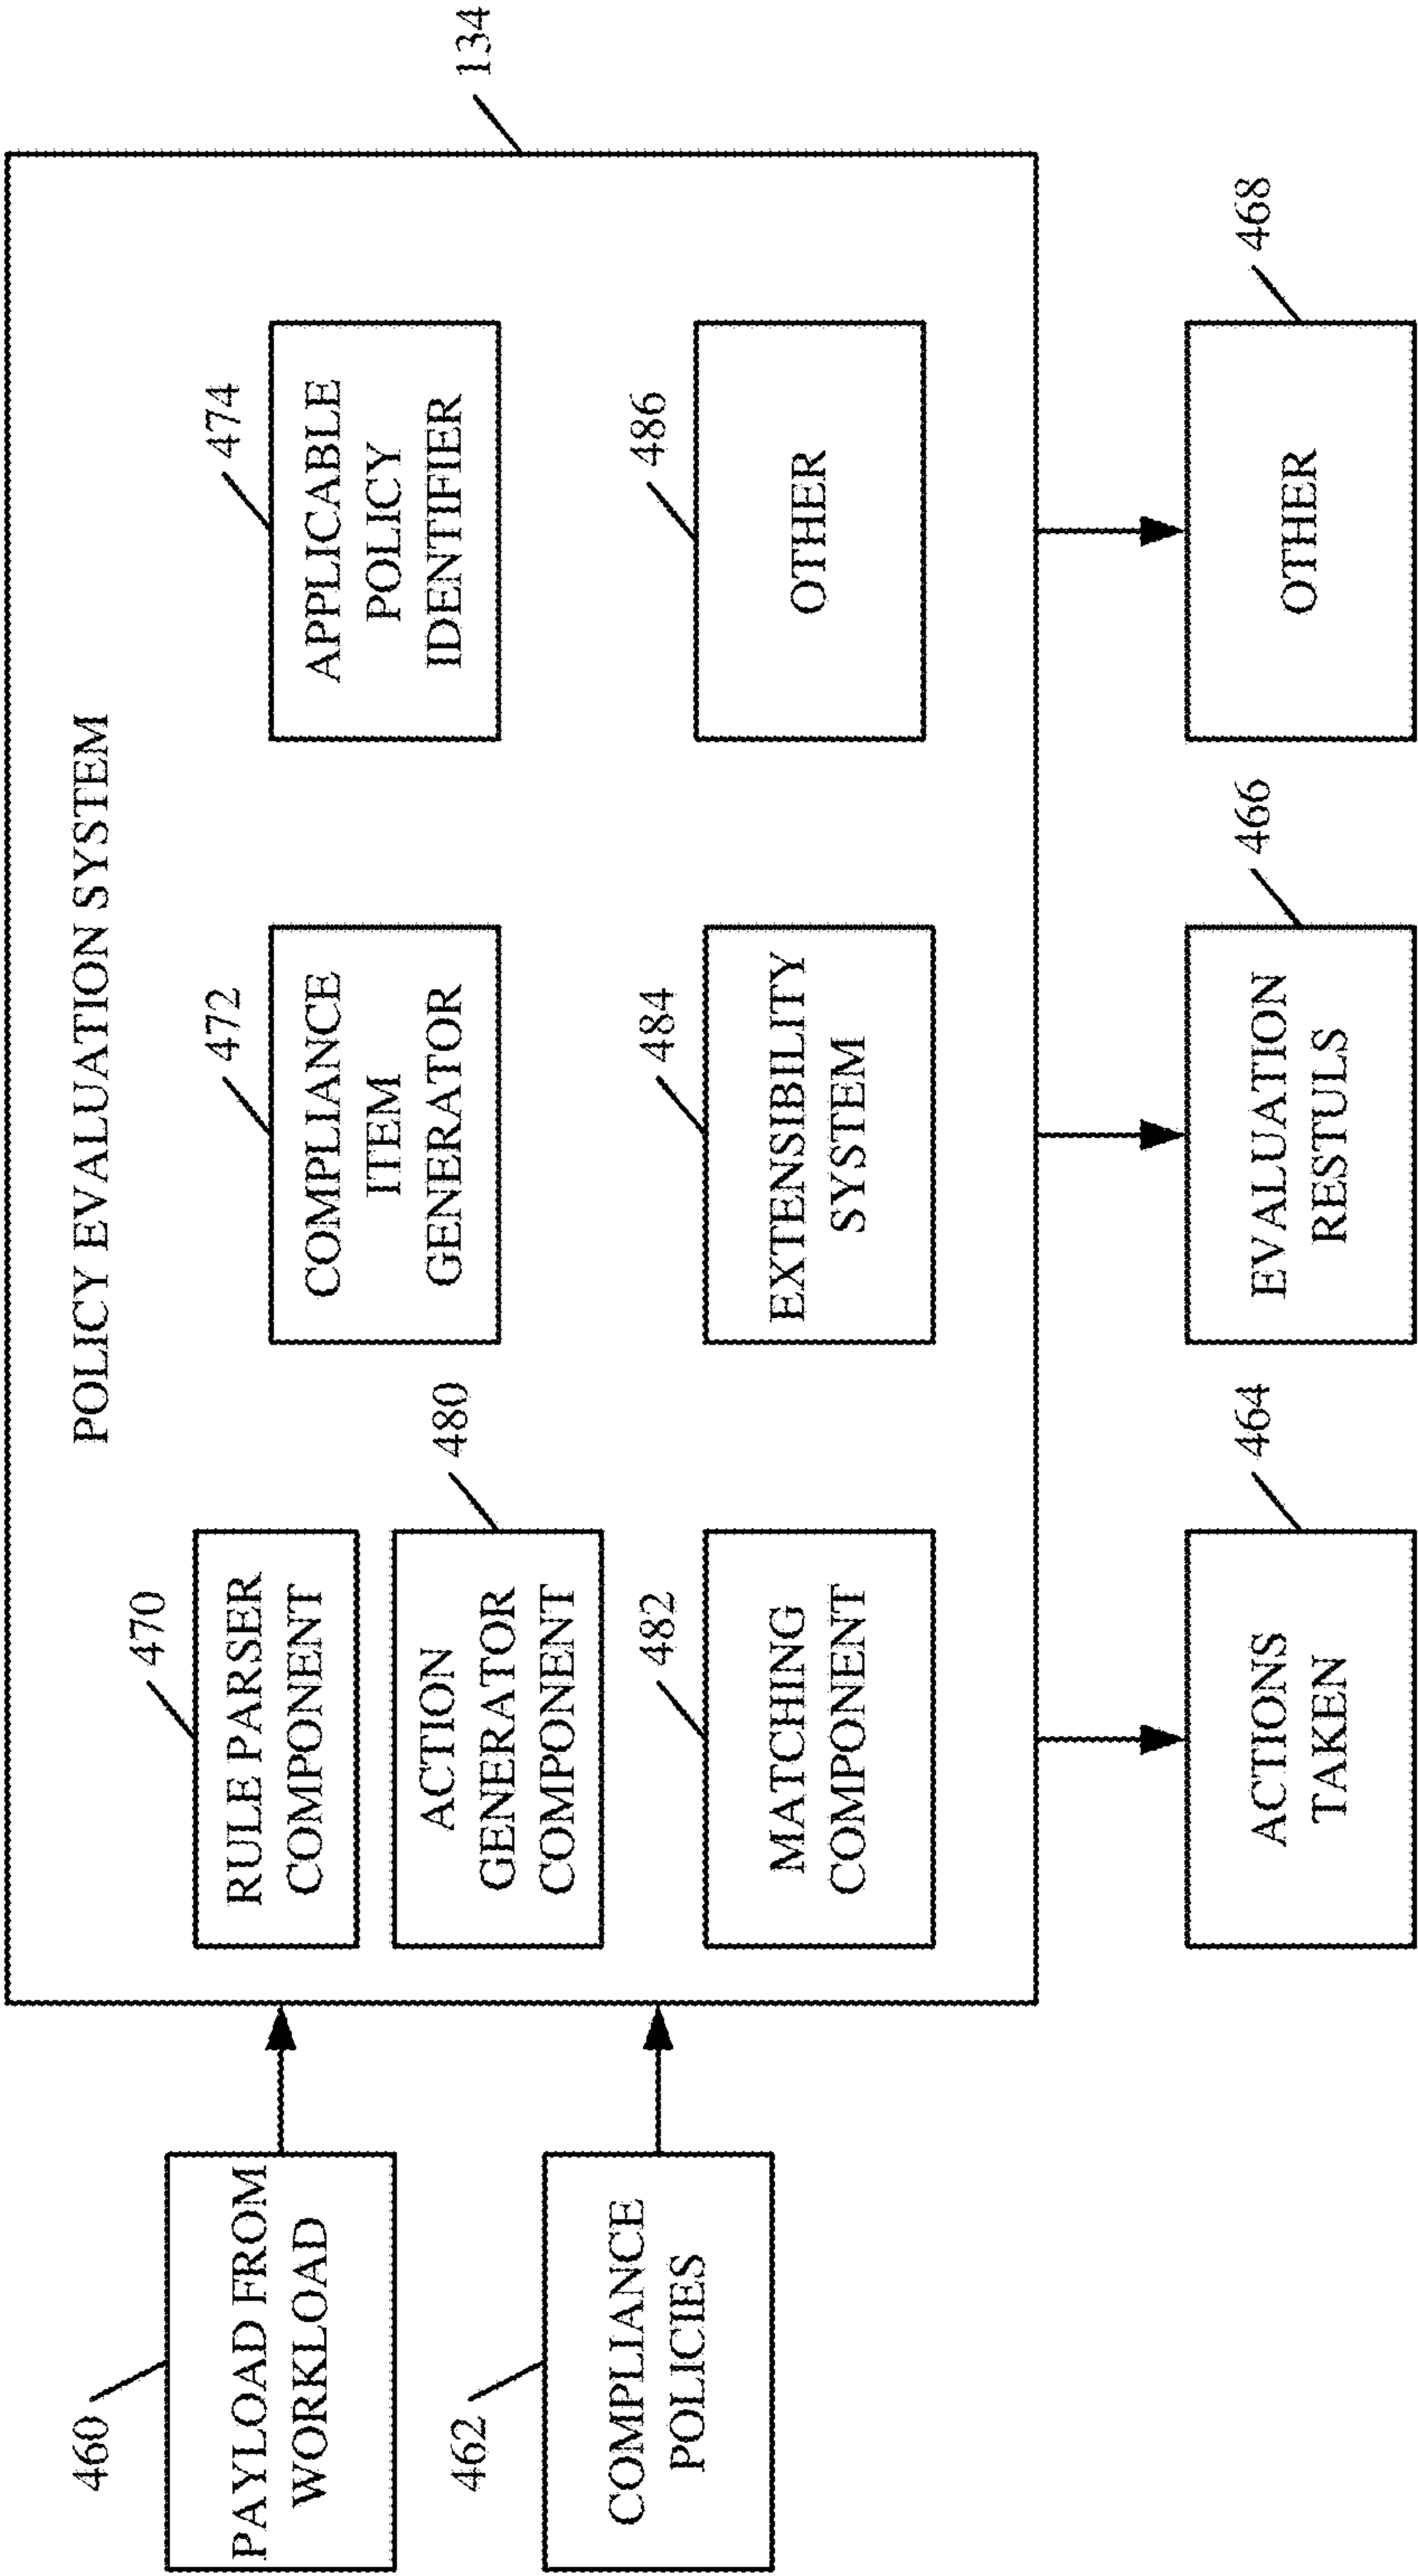 134
POLICY EVALUATION SYSTEM
460
PAYLOAD FROM
WORKLOAD
462
COMPLIANCE
POLICIES
470
RULE PARSER
COMPONENT
472
COMPLIANCE
ITEM
GENERATOR
474
APPLICABLE
POLICY
IDENTIFIER
480
ACTION
GENERATOR
COMPONENT
482
MATCHING
COMPONENT
484
EXTENSIBILITY
SYSTEM
486
OTHER
464
ACTIONS
TAKEN
466
EVALUATION
RESTULS
468
OTHER